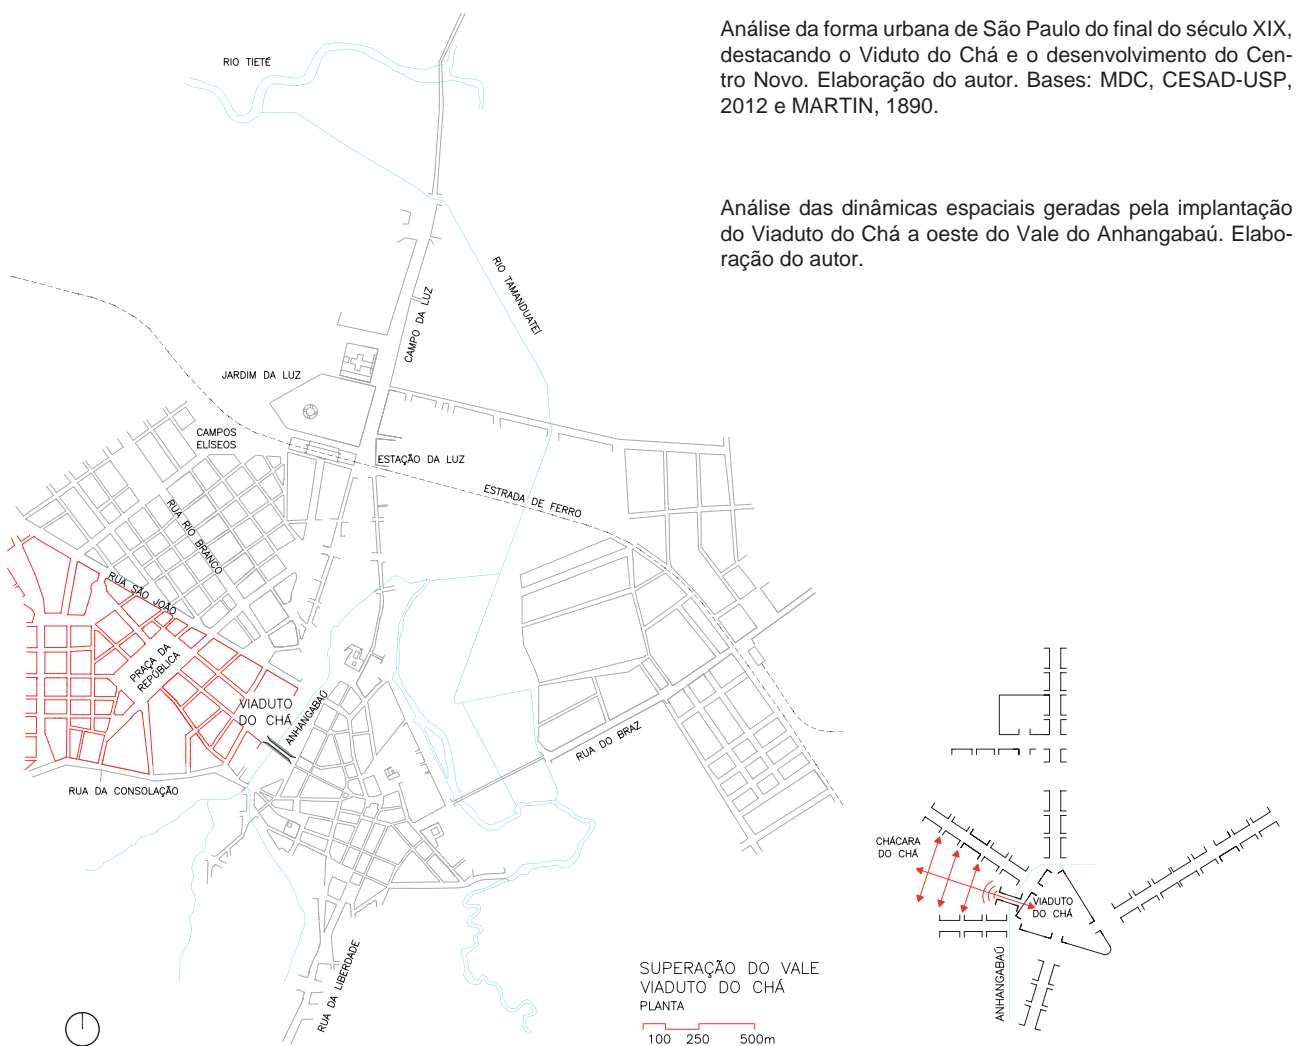 Análise da forma urbana de São Paulo do final do século XIX,
destacando o Viduto do Chá e o desenvolvimento do Cen-
tro Novo. Elaboração do autor. Bases: MDC, CESAD-USP,
2012 e MARTIN, 1890.
Análise das dinâmicas espaciais geradas pela implantação
do Viaduto do Chá a oeste do Vale do Anhangabaú. Elabo-
ração do autor.
RIO TIETÊ
RIO TAMANDUATEÍ
CAMPO DA LUZ
JARDIM DA LUZ
CAMPOS
ELÍSEOS
ESTAÇÃO DA LUZ
ESTRADA DE FERRO
RUA RIO BRANCO
RUA SÃO JOÃO
PRAÇA DA
REPÚBLICA
VIADUTO
DO CHÁ
ANHANGABAÚ
RUA DO BRAZ
RUA DA CONSOLAÇÃO
RUA DA LIBERDADE
CHÁCARA
DO CHÁ
VIADUTO
DO CHÁ
ANHANGABAÚ
SUPERAÇÃO DO VALE
VIADUTO DO CHÁ
PLANTA
100 250 500m